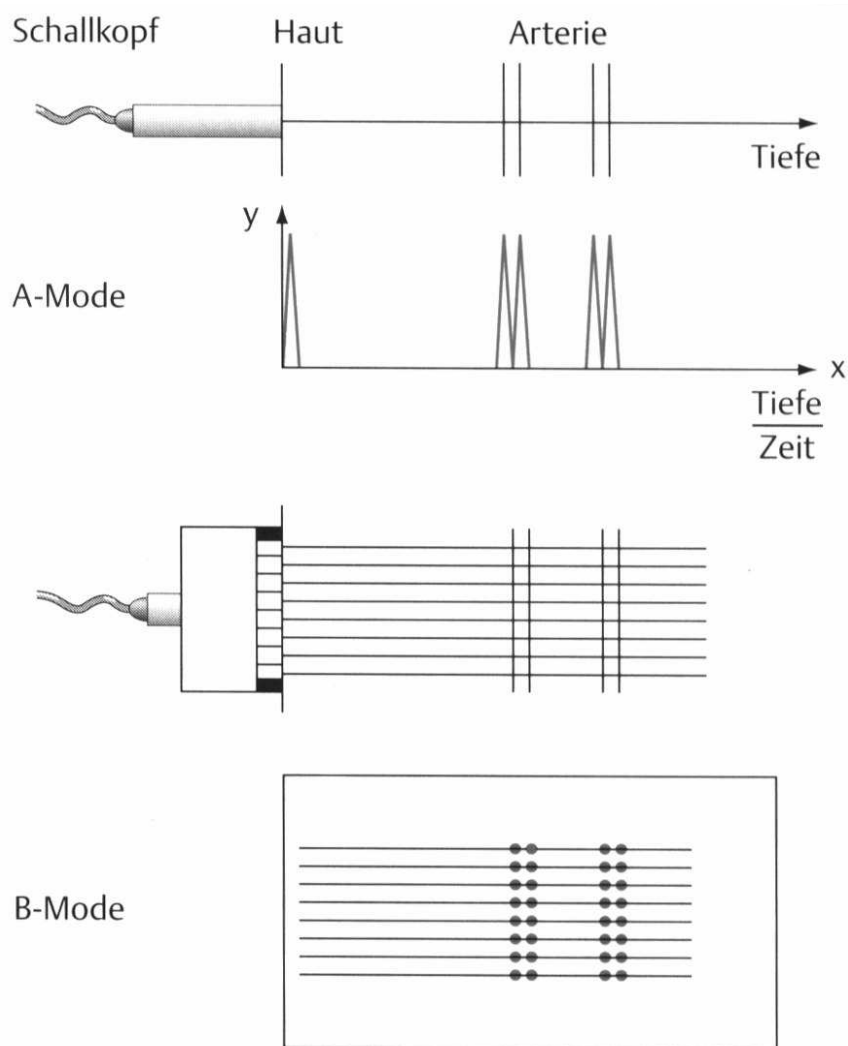 Schallkopf Haut Arterie
Tiefe
y
A-Mode
x
Tiefe
Zeit
B-Mode